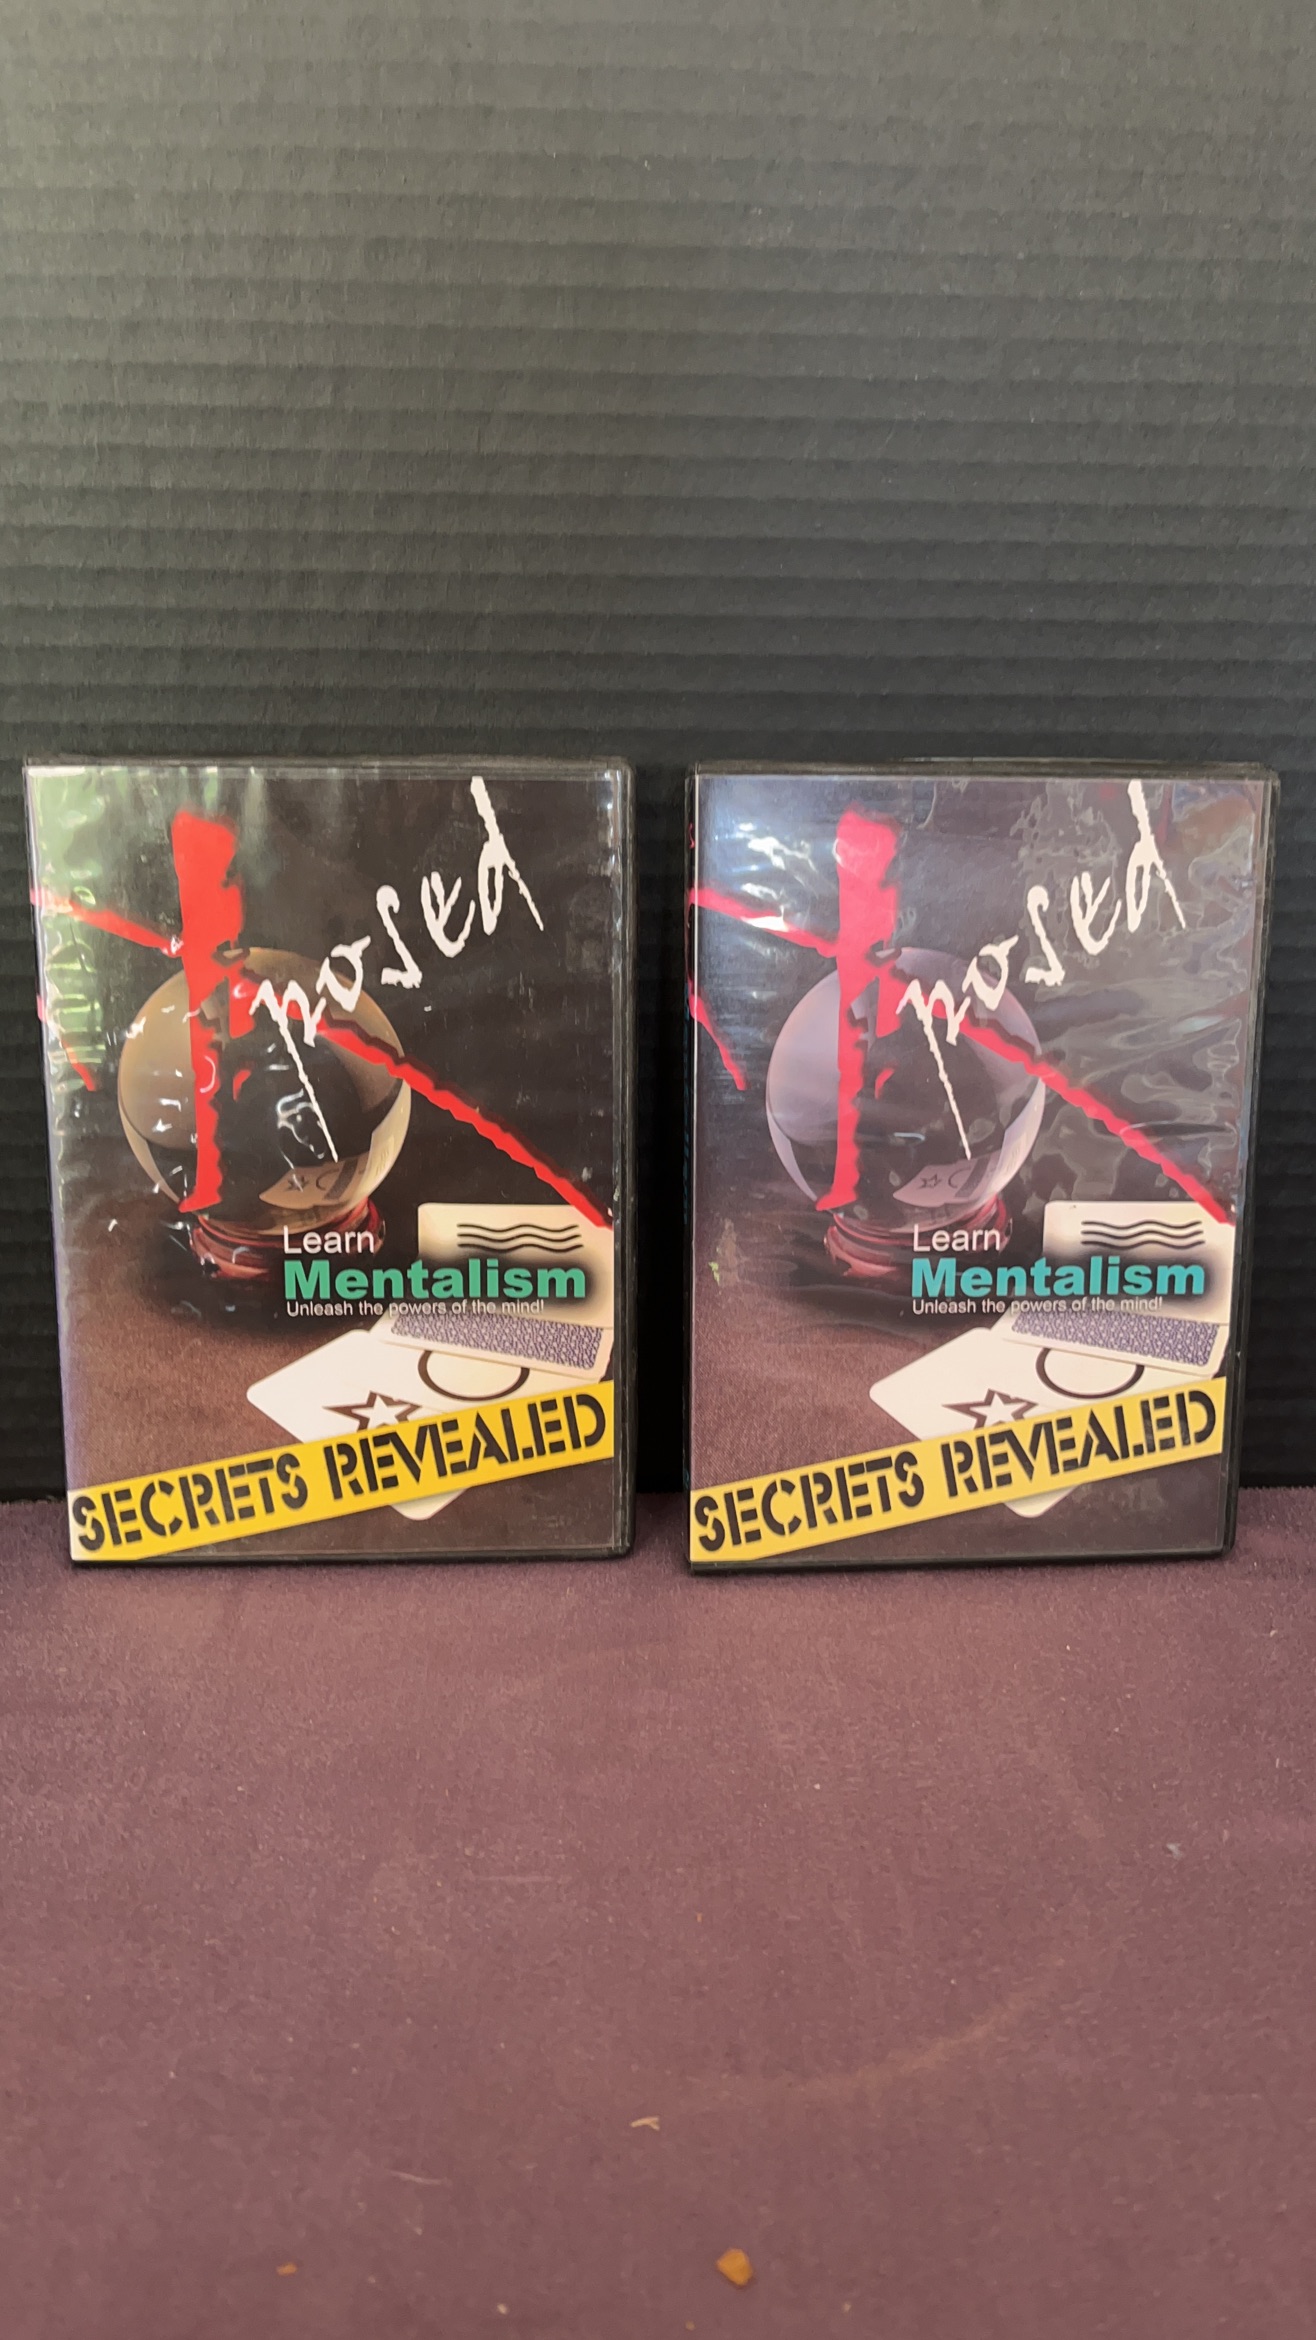 Xposed
Learn
Mentalism
Unleash the powers of the mind!
SECRETS REVEALED
Xposed
Learn
Mentalism
Unleash the powers of the mind!
SECRETS REVEALED